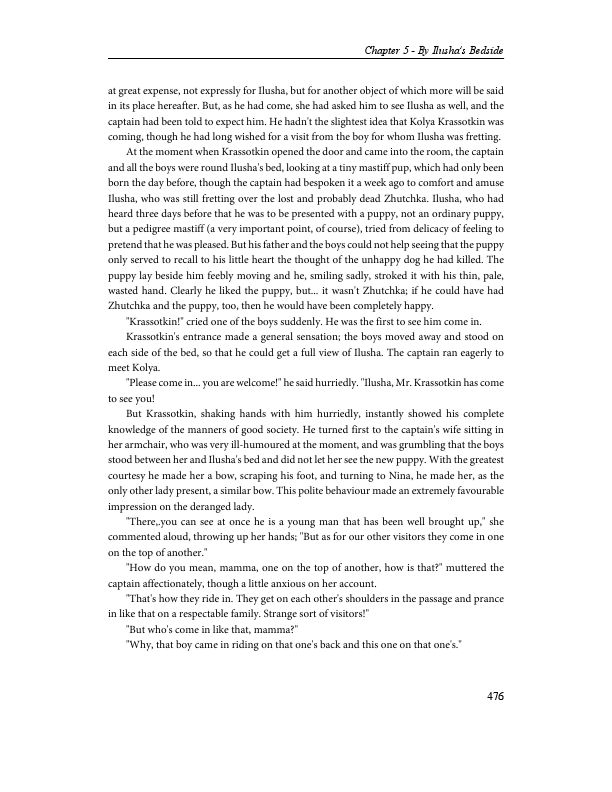 Chapter 5 - By Ilusha's Bedside
at great expense, not expressly for Ilusha, but for another object of which more will be said
in its place hereafter. But, as he had come, she had asked him to see Ilusha as well, and the
captain had been told to expect him. He hadn't the slightest idea that Kolya Krassotkin was
coming, though he had long wished for a visit from the boy for whom Ilusha was fretting.
At the moment when Krassotkin opened the door and came into the room, the captain
and all the boys were round Ilusha's bed, looking at a tiny mastiff pup, which had only been
born the day before, though the captain had bespoken it a week ago to comfort and amuse
Ilusha, who was still fretting over the lost and probably dead Zhutchka. Ilusha, who had
heard three days before that he was to be presented with a puppy, not an ordinary puppy,
but a pedigree mastiff (a very important point, of course), tried from delicacy of feeling to
pretend that he was pleased. But his father and the boys could not help seeing that the puppy
only served to recall to his little heart the thought of the unhappy dog he had killed. The
puppy lay beside him feebly moving and he, smiling sadly, stroked it with his thin, pale,
wasted hand. Clearly he liked the puppy, but... it wasn't Zhutchka; if he could have had
Zhutchka and the puppy, too, then he would have been completely happy.
"Krassotkin!" cried one of the boys suddenly. He was the first to see him come in.
Krassotkin's entrance made a general sensation; the boys moved away and stood on
each side of the bed, so that he could get a full view of Ilusha. The captain ran eagerly to
meet Kolya.
"Please come in... you are welcome!" he said hurriedly. "Ilusha, Mr. Krassotkin has come
to see you!
But Krassotkin, shaking hands with him hurriedly, instantly showed his complete
knowledge of the manners of good society. He turned first to the captain's wife sitting in
her armchair, who was very ill-humoured at the moment, and was grumbling that the boys
stood between her and Ilusha's bed and did not let her see the new puppy. With the greatest
courtesy he made her a bow, scraping his foot, and turning to Nina, he made her, as the
only other lady present, a similar bow. This polite behaviour made an extremely favourable
impression on the deranged lady.
"There,.you can see at once he is a young man that has been well brought up," she
commented aloud, throwing up her hands; "But as for our other visitors they come in one
on the top of another."
"How do you mean, mamma, one on the top of another, how is that?" muttered the
captain affectionately, though a little anxious on her account.
"That's how they ride in. They get on each other's shoulders in the passage and prance
in like that on a respectable family. Strange sort of visitors!"
"But who's come in like that, mamma?"
"Why, that boy came in riding on that one's back and this one on that one's."
476